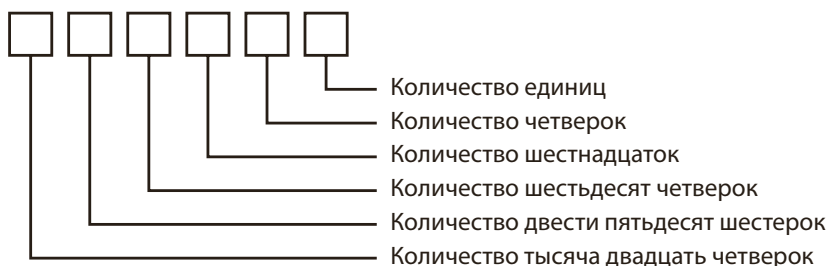 Количество единиц
Количество четверок
Количество шестнадцаток
Количество шестьдесят четверок
Количество двести пятьдесят шестерок
Количество тысяча двадцать четверок